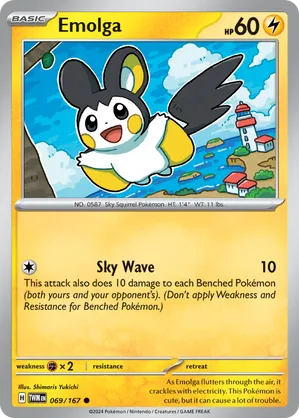 BASIC
Emolga
HP 60
NO. 0587 Sky Squirrel Pokémon HT: 1'4" WT: 11 lbs
Sky Wave 10
This attack also does 10 damage to each Benched Pokémon
(both yours and your opponent's). (Don't apply Weakness and
Resistance for Benched Pokémon.)
weakness ×2 resistance retreat
Illus. Shimaris Yukichi
As Emolga flutters through the air, it
crackles with electricity. This Pokémon is
cute, but it can cause a lot of trouble.
H TWM EN 069/167
©2024 Pokémon / Nintendo / Creatures / GAME FREAK